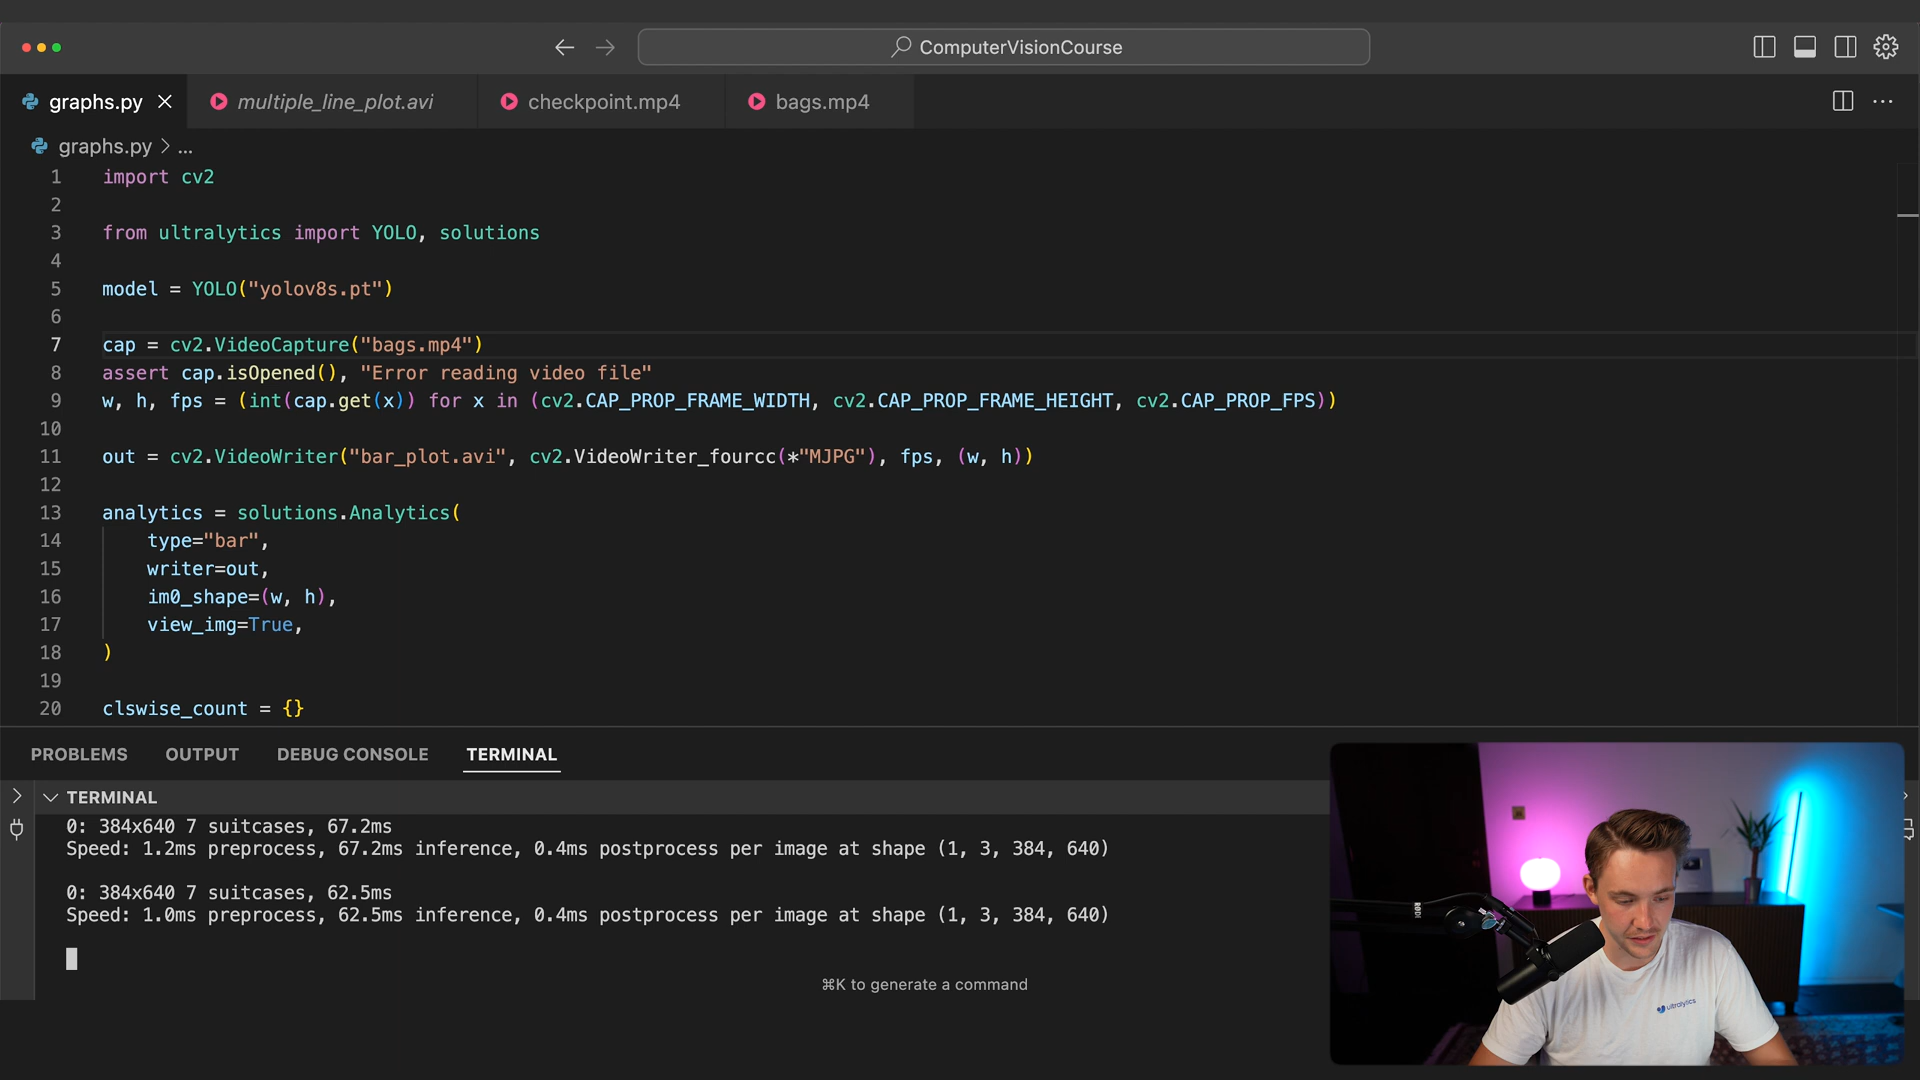 ComputerVisionCourse
graphs.py
multiple_line_plot.avi
checkpoint.mp4
bags.mp4
graphs.py > ...
1 import cv2
2
3 from ultralytics import YOLO, solutions
4
5 model = YOLO("yolov8s.pt")
6
7 cap = cv2.VideoCapture("bags.mp4")
8 assert cap.isOpened(), "Error reading video file"
9 w, h, fps = (int(cap.get(x)) for x in (cv2.CAP_PROP_FRAME_WIDTH, cv2.CAP_PROP_FRAME_HEIGHT, cv2.CAP_PROP_FPS))
10
11 out = cv2.VideoWriter("bar_plot.avi", cv2.VideoWriter_fourcc(*"MJPG"), fps, (w, h))
12
13 analytics = solutions.Analytics(
14 type="bar",
15 writer=out,
16 im0_shape=(w, h),
17 view_img=True,
18 )
19
20 clswise_count = {}
PROBLEMS OUTPUT DEBUG CONSOLE TERMINAL
TERMINAL
0: 384x640 7 suitcases, 67.2ms
Speed: 1.2ms preprocess, 67.2ms inference, 0.4ms postprocess per image at shape (1, 3, 384, 640)
0: 384x640 7 suitcases, 62.5ms
Speed: 1.0ms preprocess, 62.5ms inference, 0.4ms postprocess per image at shape (1, 3, 384, 640)
⌘K to generate a command
RØDE
ultralytics